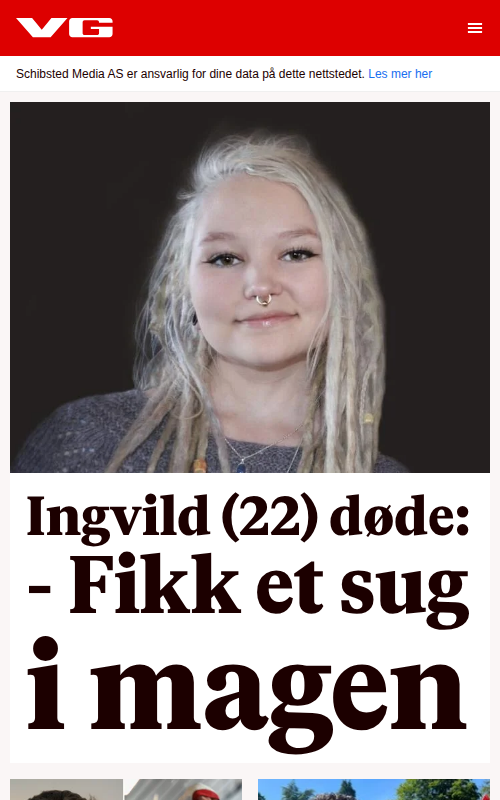 VG
Schibsted Media AS er ansvarlig for dine data på dette nettstedet. Les mer her
Ingvild (22) døde:
- Fikk et sug
i magen